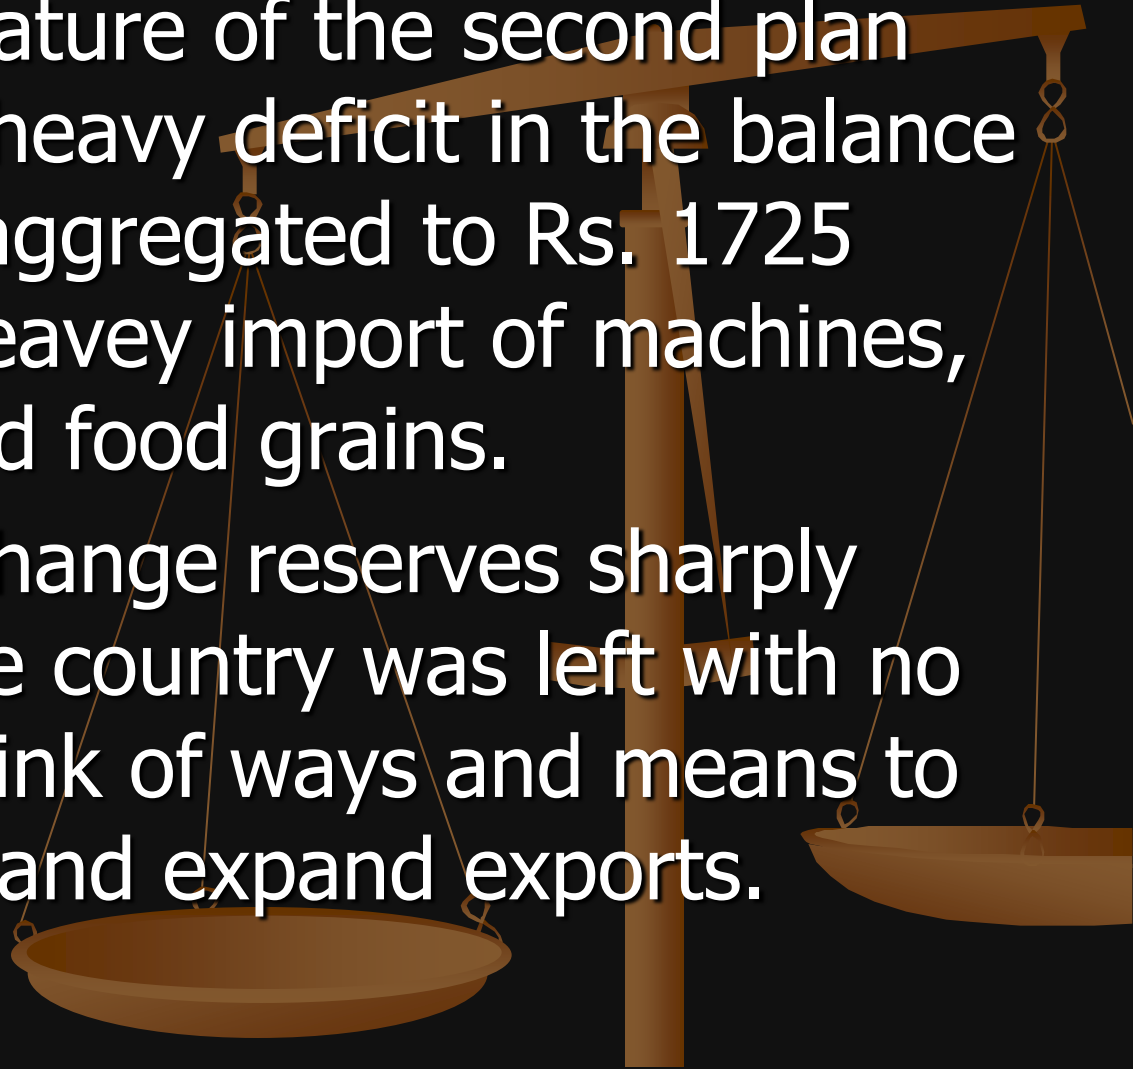 ature of the second plan
heavy deficit in the balance
aggregated to Rs. 1725
eavey import of machines,
d food grains.
hange reserves sharply
e country was left with no
ink of ways and means to
and expand exports.